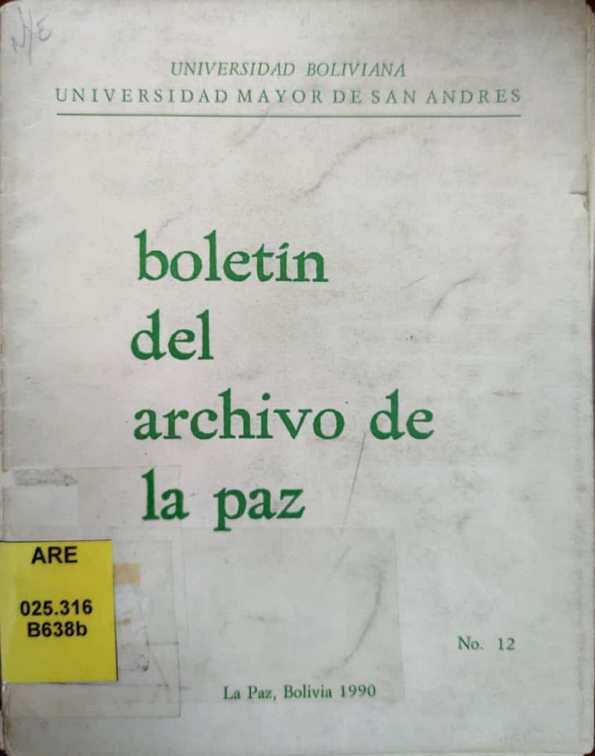 UNIVERSIDAD BOLIVIANA
UNIVERSIDAD MAYOR DE SAN ANDRES
boletín
del
archivo de
la paz
ARE
025.316
B638b
No. 12
La Paz, Bolivia 1990